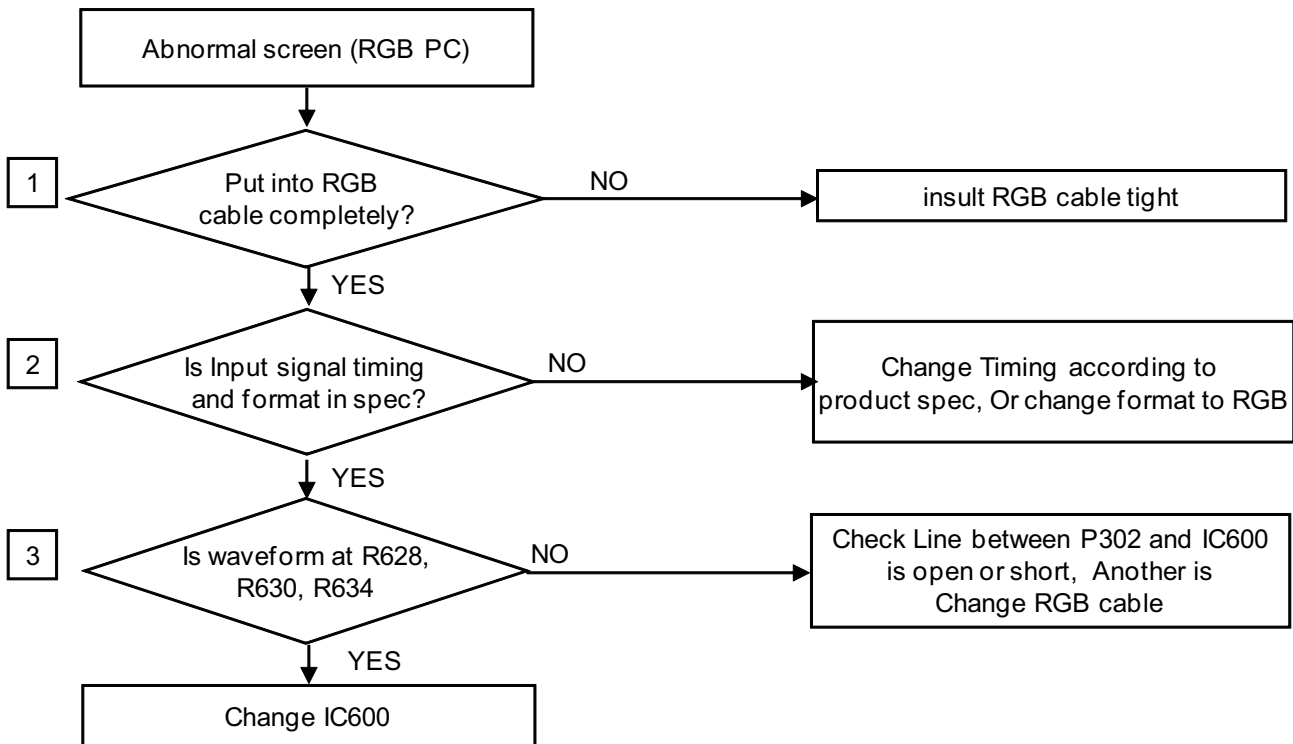 Abnormal screen (RGB PC)
1
Put into RGB
cable completely?
NO
insult RGB cable tight
YES
2
Is Input signal timing
and format in spec?
NO
Change Timing according to
product spec, Or change format to RGB
YES
3
Is waveform at R628,
R630, R634
NO
Check Line between P302 and IC600
is open or short, Another is
Change RGB cable
YES
Change IC600